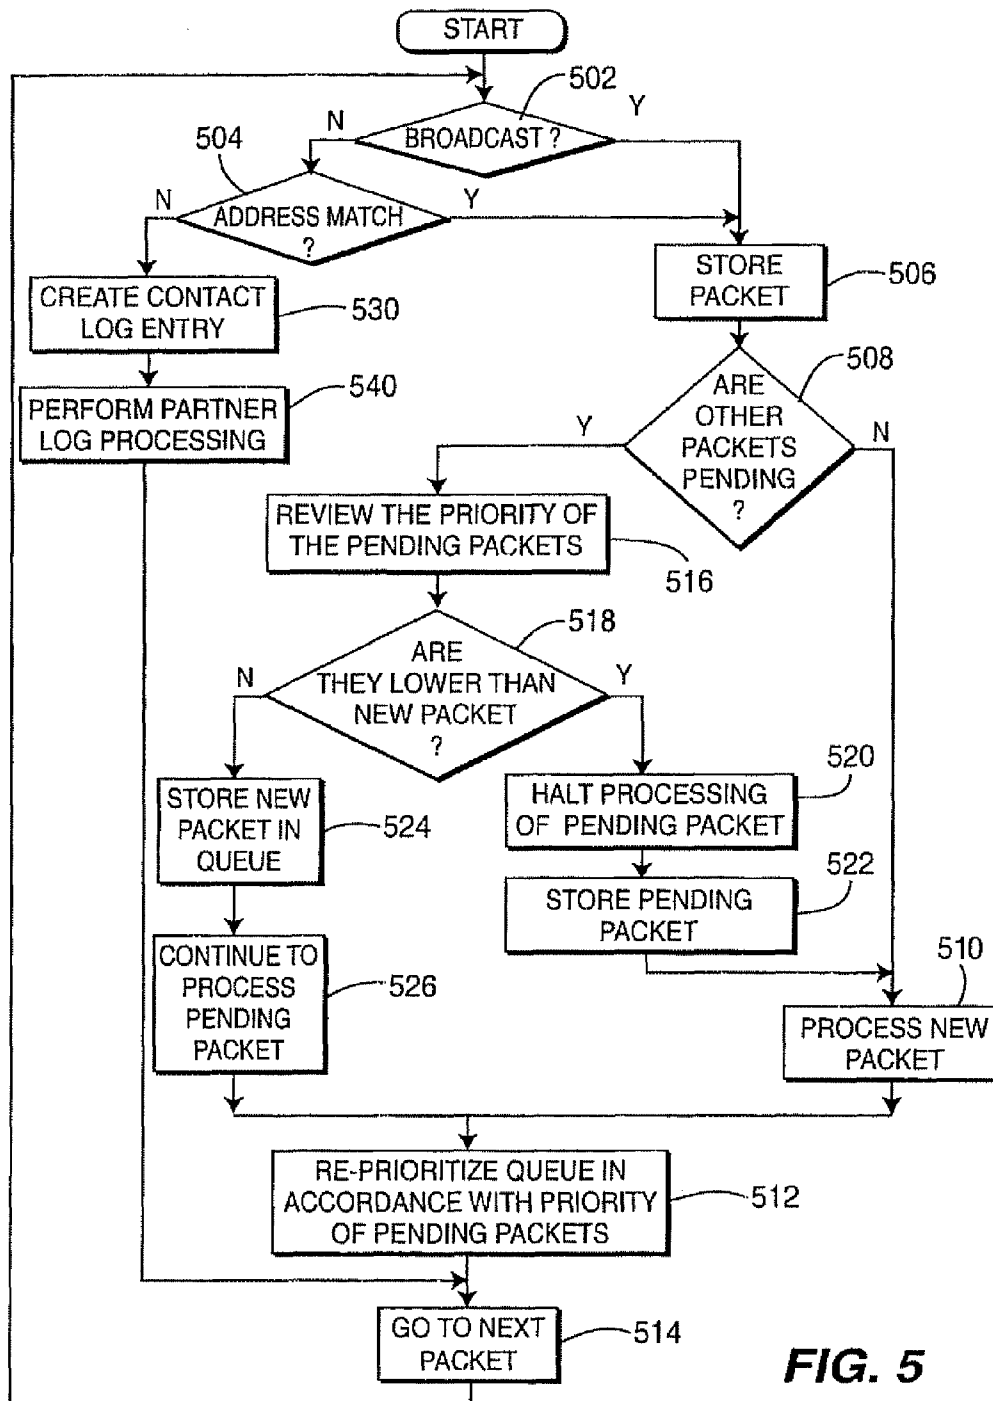 START
502
BROADCAST ?
N
Y
504
ADDRESS MATCH
?
N
Y
STORE
PACKET
506
CREATE CONTACT
LOG ENTRY
530
PERFORM PARTNER
LOG PROCESSING
540
ARE
OTHER
PACKETS
PENDING
?
508
Y
N
REVIEW THE PRIORITY OF
THE PENDING PACKETS
516
ARE
THEY LOWER THAN
NEW PACKET
?
518
N
Y
STORE NEW
PACKET IN
QUEUE
524
HALT PROCESSING
OF PENDING PACKET
520
STORE PENDING
PACKET
522
CONTINUE TO
PROCESS
PENDING
PACKET
526
510
PROCESS NEW
PACKET
RE-PRIORITIZE QUEUE IN
ACCORDANCE WITH PRIORITY
OF PENDING PACKETS
512
GO TO NEXT
PACKET
514
FIG. 5